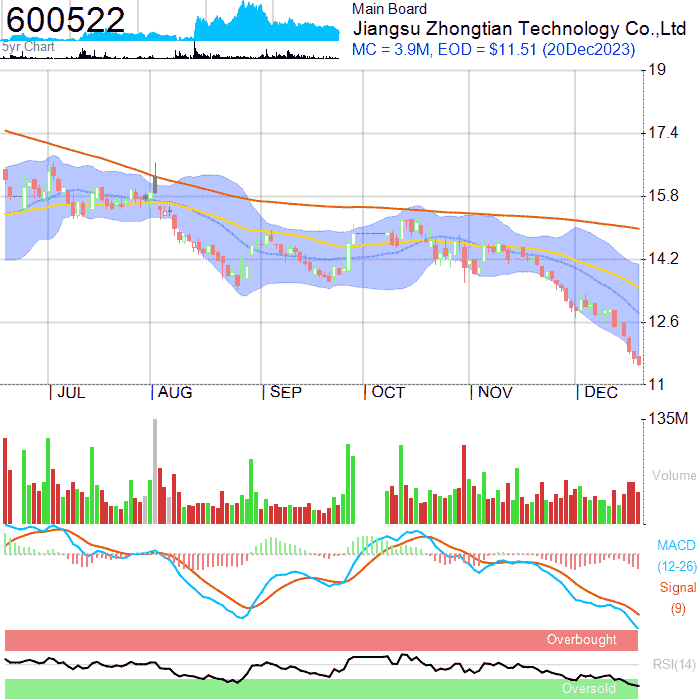 600522
5yr Chart
Main Board
Jiangsu Zhongtian Technology Co.,Ltd
MC = 3.9M, EOD = $11.51 (20Dec2023)
19
17.4
15.8
14.2
12.6
11
JUL
AUG
SEP
OCT
NOV
DEC
135M
Volume
MACD
(12-26)
Signal
(9)
Overbought
RSI(14)
Oversold